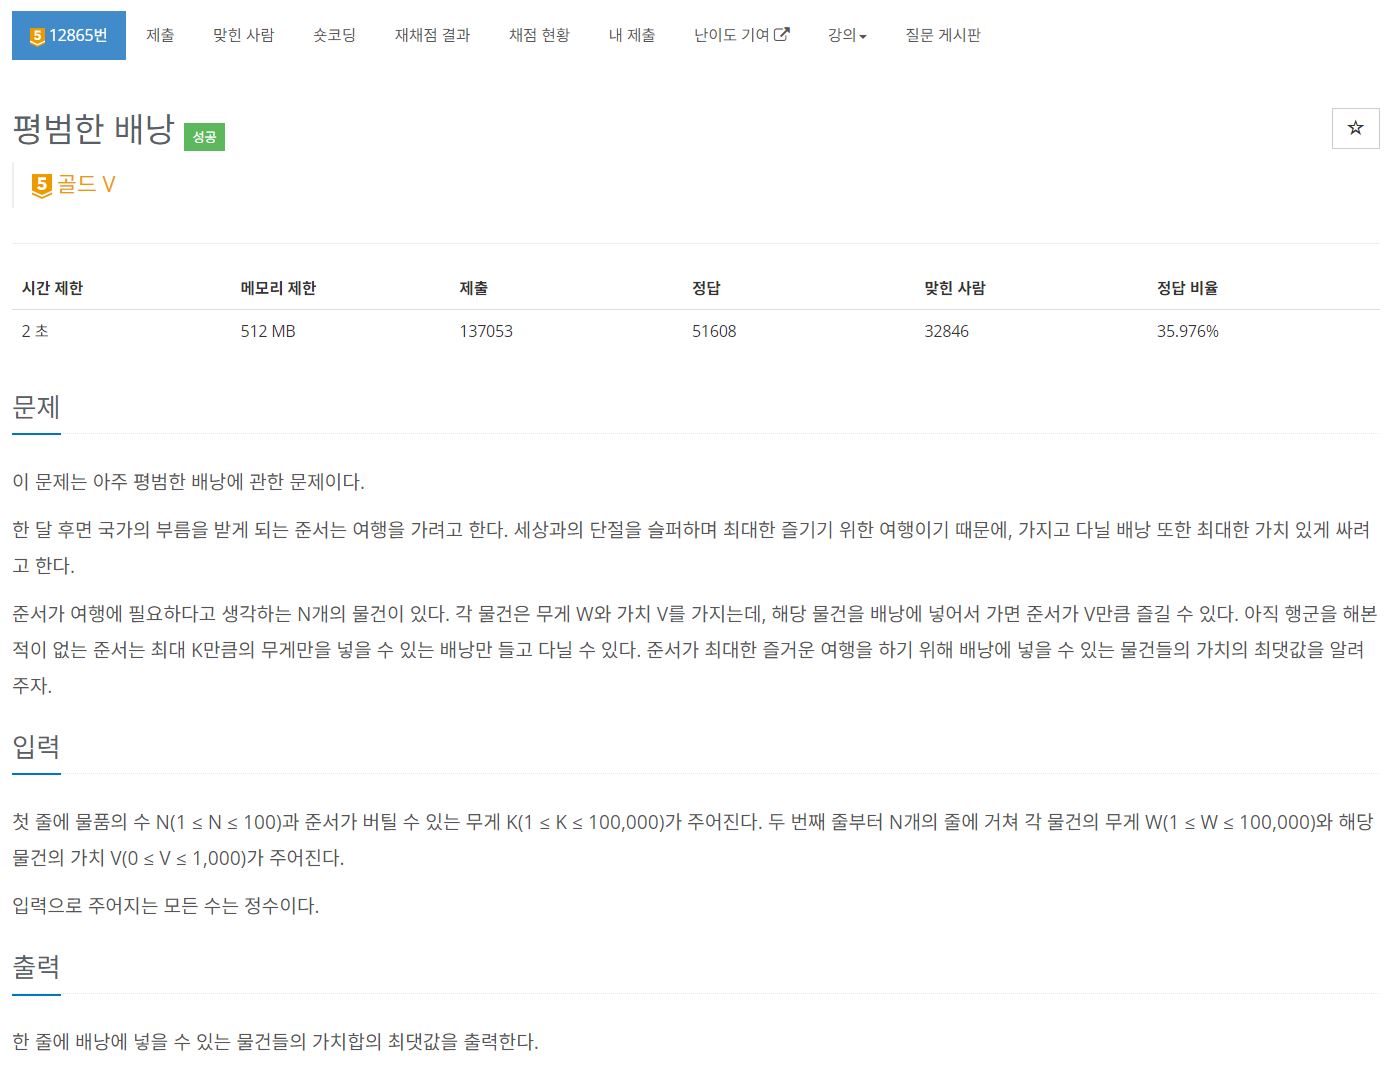 5 12865번 제출 맞힌 사람 숏코딩 재채점 결과 채점 현황 내 제출 난이도 기여 강의 질문 게시판
평범한 배낭 성공
5 골드 V
시간 제한 메모리 제한 제출 정답 맞힌 사람 정답 비율
2 초 512 MB 137053 51608 32846 35.976%
문제
이 문제는 아주 평범한 배낭에 관한 문제이다.
한 달 후면 국가의 부름을 받게 되는 준서는 여행을 가려고 한다. 세상과의 단절을 슬퍼하며 최대한 즐기기 위한 여행이기 때문에, 가지고 다닐 배낭 또한 최대한 가치 있게 싸려
고 한다.
준서가 여행에 필요하다고 생각하는 N개의 물건이 있다. 각 물건은 무게 W와 가치 V를 가지는데, 해당 물건을 배낭에 넣어서 가면 준서가 V만큼 즐길 수 있다. 아직 행군을 해본
적이 없는 준서는 최대 K만큼의 무게만을 넣을 수 있는 배낭만 들고 다닐 수 있다. 준서가 최대한 즐거운 여행을 하기 위해 배낭에 넣을 수 있는 물건들의 가치의 최댓값을 알려
주자.
입력
첫 줄에 물품의 수 N(1 ≤ N ≤ 100)과 준서가 버틸 수 있는 무게 K(1 ≤ K ≤ 100,000)가 주어진다. 두 번째 줄부터 N개의 줄에 거쳐 각 물건의 무게 W(1 ≤ W ≤ 100,000)와 해당
물건의 가치 V(0 ≤ V ≤ 1,000)가 주어진다.
입력으로 주어지는 모든 수는 정수이다.
출력
한 줄에 배낭에 넣을 수 있는 물건들의 가치합의 최댓값을 출력한다.